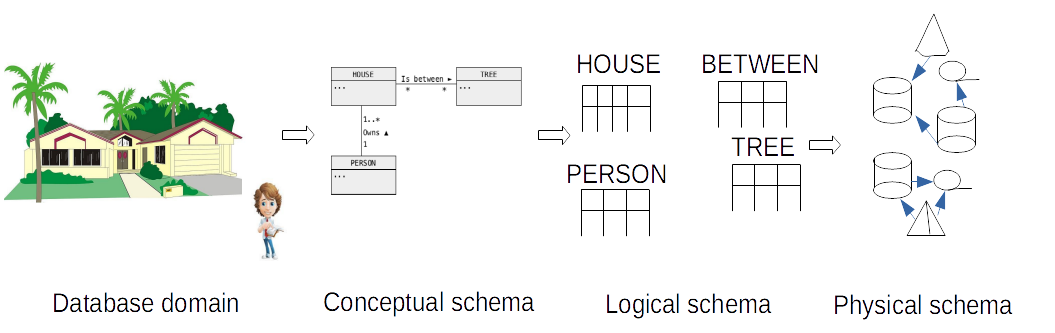 HOUSE
...
Is between ►
*
*
TREE
...
1..*
Owns ▲
1
PERSON
...
HOUSE
BETWEEN
TREE
PERSON
Database domain
Conceptual schema
Logical schema
Physical schema